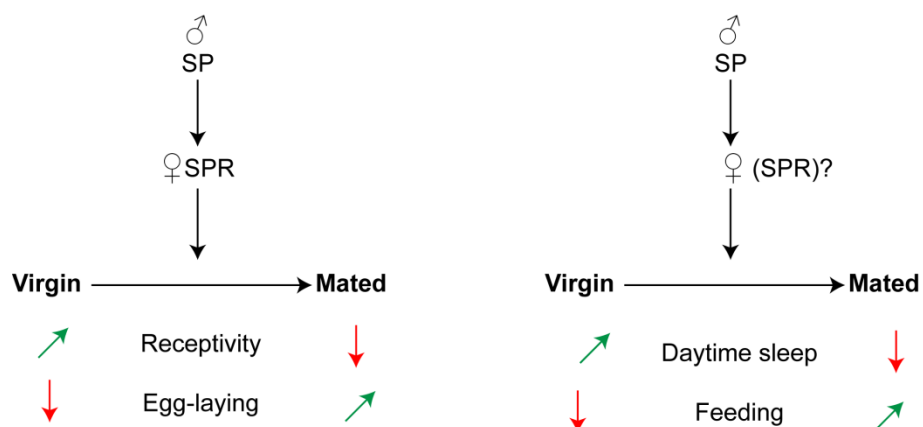 ♂
SP
♀ SPR
Virgin Mated
Receptivity
Egg-laying
♂
SP
♀ (SPR)?
Virgin Mated
Daytime sleep
Feeding